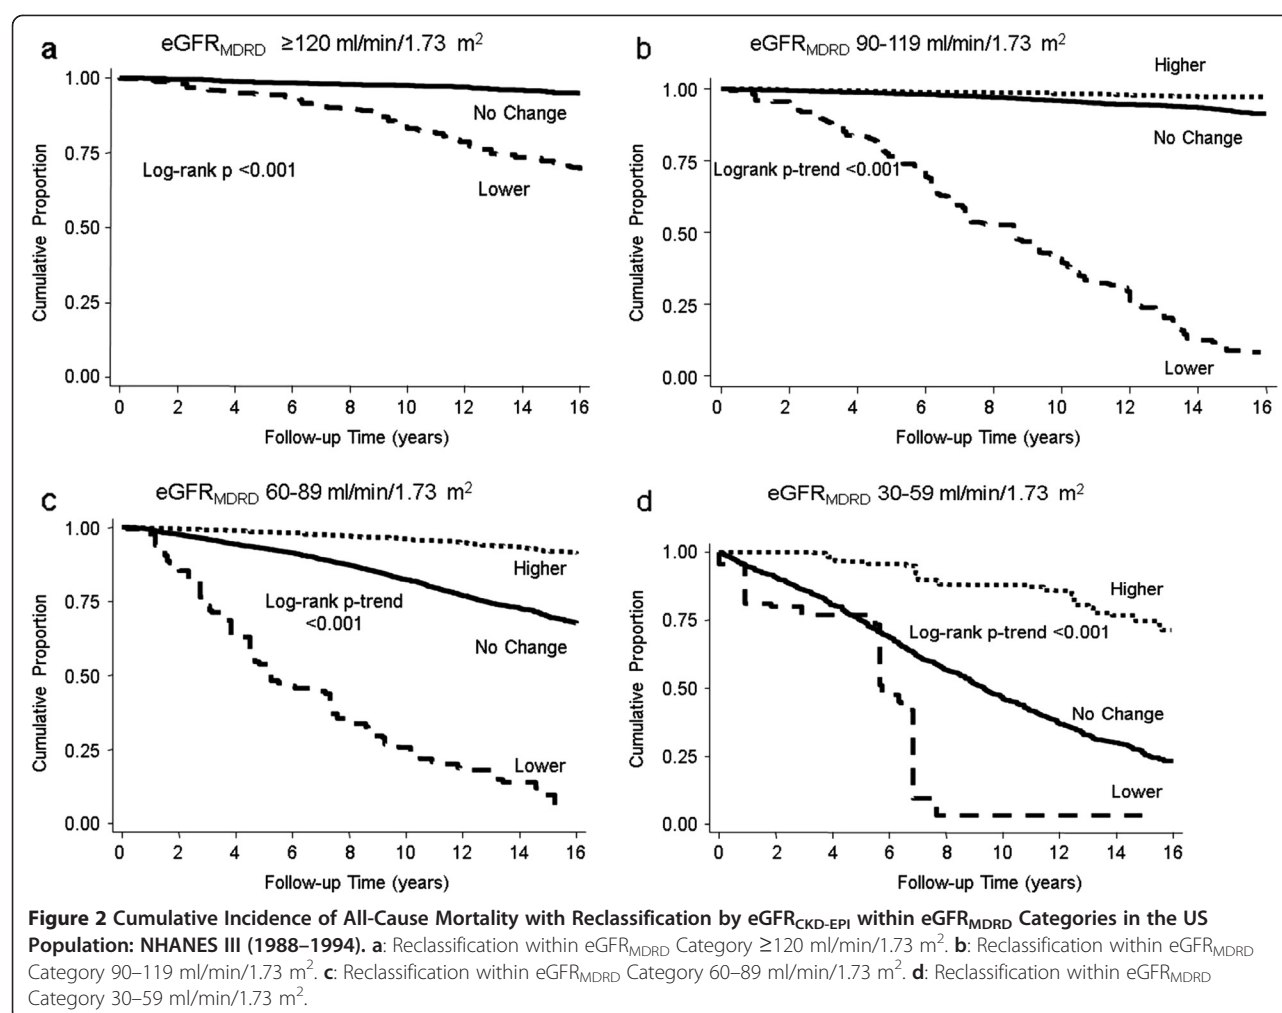 a
eGFRMDRD ≥120 ml/min/1.73 m2
Cumulative Proportion
1.00
0.75
0.50
0.25
0.00
No Change
Log-rank p <0.001
Lower
0 2 4 6 8 10 12 14 16
Follow-up Time (years)
b
eGFRMDRD 90-119 ml/min/1.73 m2
Cumulative Proportion
1.00
0.75
0.50
0.25
0.00
Higher
No Change
Logrank p-trend <0.001
Lower
0 2 4 6 8 10 12 14 16
Follow-up Time (years)
c
eGFRMDRD 60-89 ml/min/1.73 m2
Cumulative Proportion
1.00
0.75
0.50
0.25
0.00
Higher
Log-rank p-trend
<0.001
No Change
Lower
0 2 4 6 8 10 12 14 16
Follow-up Time (years)
d
eGFRMDRD 30-59 ml/min/1.73 m2
Cumulative Proportion
1.00
0.75
0.50
0.25
0.00
Higher
Log-rank p-trend <0.001
No Change
Lower
0 2 4 6 8 10 12 14 16
Follow-up Time (years)
Figure 2 Cumulative Incidence of All-Cause Mortality with Reclassification by eGFRCKD-EPI within eGFRMDRD Categories in the US
Population: NHANES III (1988–1994). a: Reclassification within eGFRMDRD Category ≥120 ml/min/1.73 m2. b: Reclassification within eGFRMDRD
Category 90–119 ml/min/1.73 m2. c: Reclassification within eGFRMDRD Category 60–89 ml/min/1.73 m2. d: Reclassification within eGFRMDRD
Category 30–59 ml/min/1.73 m2.